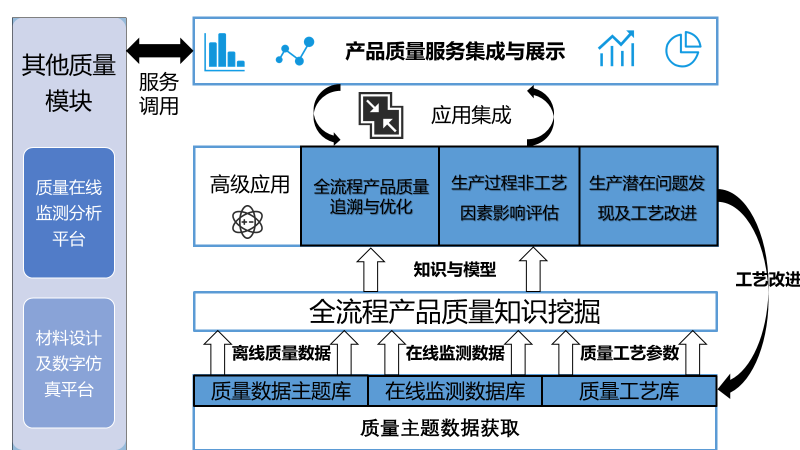 其他质量
模块
质量在线
监测分析
平台
材料设计
及数字仿
真平台
服务
调用
产品质量服务集成与展示
应用集成
高级应用
全流程产品质量
追溯与优化
生产过程非工艺
因素影响评估
生产潜在问题发
现及工艺改进
知识与模型
工艺改进
全流程产品质量知识挖掘
离线质量数据
在线监测数据
质量工艺参数
质量数据主题库
在线监测数据库
质量工艺库
质量主题数据获取